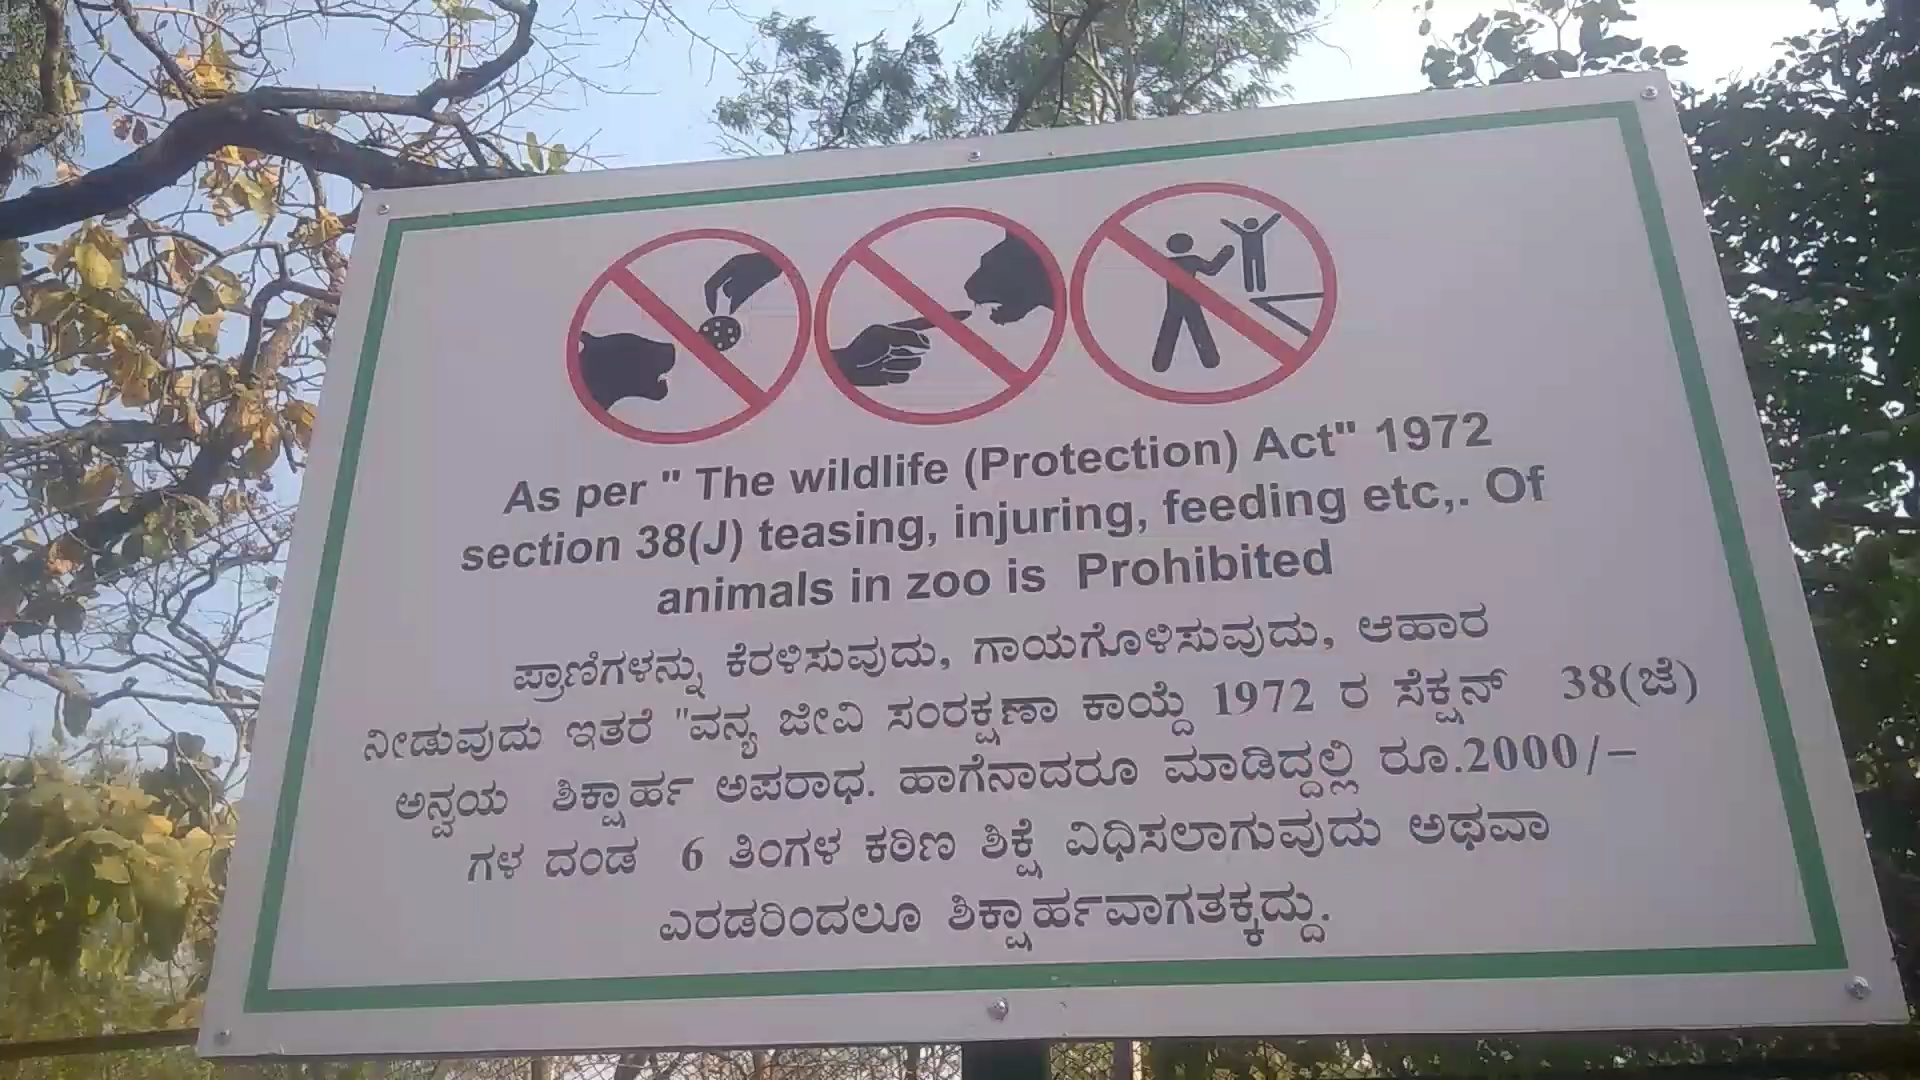 As per " The wildlife (Protection) Act" 1972
section 38(J) teasing, injuring, feeding etc,. Of
animals in zoo is Prohibited
ಪ್ರಾಣಿಗಳನ್ನು ಕೆರಳಿಸುವುದು, ಗಾಯಗೊಳಿಸುವುದು, ಆಹಾರ
ನೀಡುವುದು ಇತರೆ "ವನ್ಯ ಜೀವಿ ಸಂರಕ್ಷಣಾ ಕಾಯ್ದೆ 1972 ರ ಸೆಕ್ಷನ್ 38(ಜೆ)
ಅನ್ವಯ ಶಿಕ್ಷಾರ್ಹ ಅಪರಾಧ. ಹಾಗೆನಾದರೂ ಮಾಡಿದ್ದಲ್ಲಿ ರೂ.2000/–
ಗಳ ದಂಡ 6 ತಿಂಗಳ ಕಠಿಣ ಶಿಕ್ಷೆ ವಿಧಿಸಲಾಗುವುದು ಅಥವಾ
ಎರಡರಿಂದಲೂ ಶಿಕ್ಷಾರ್ಹವಾಗತಕ್ಕದ್ದು.